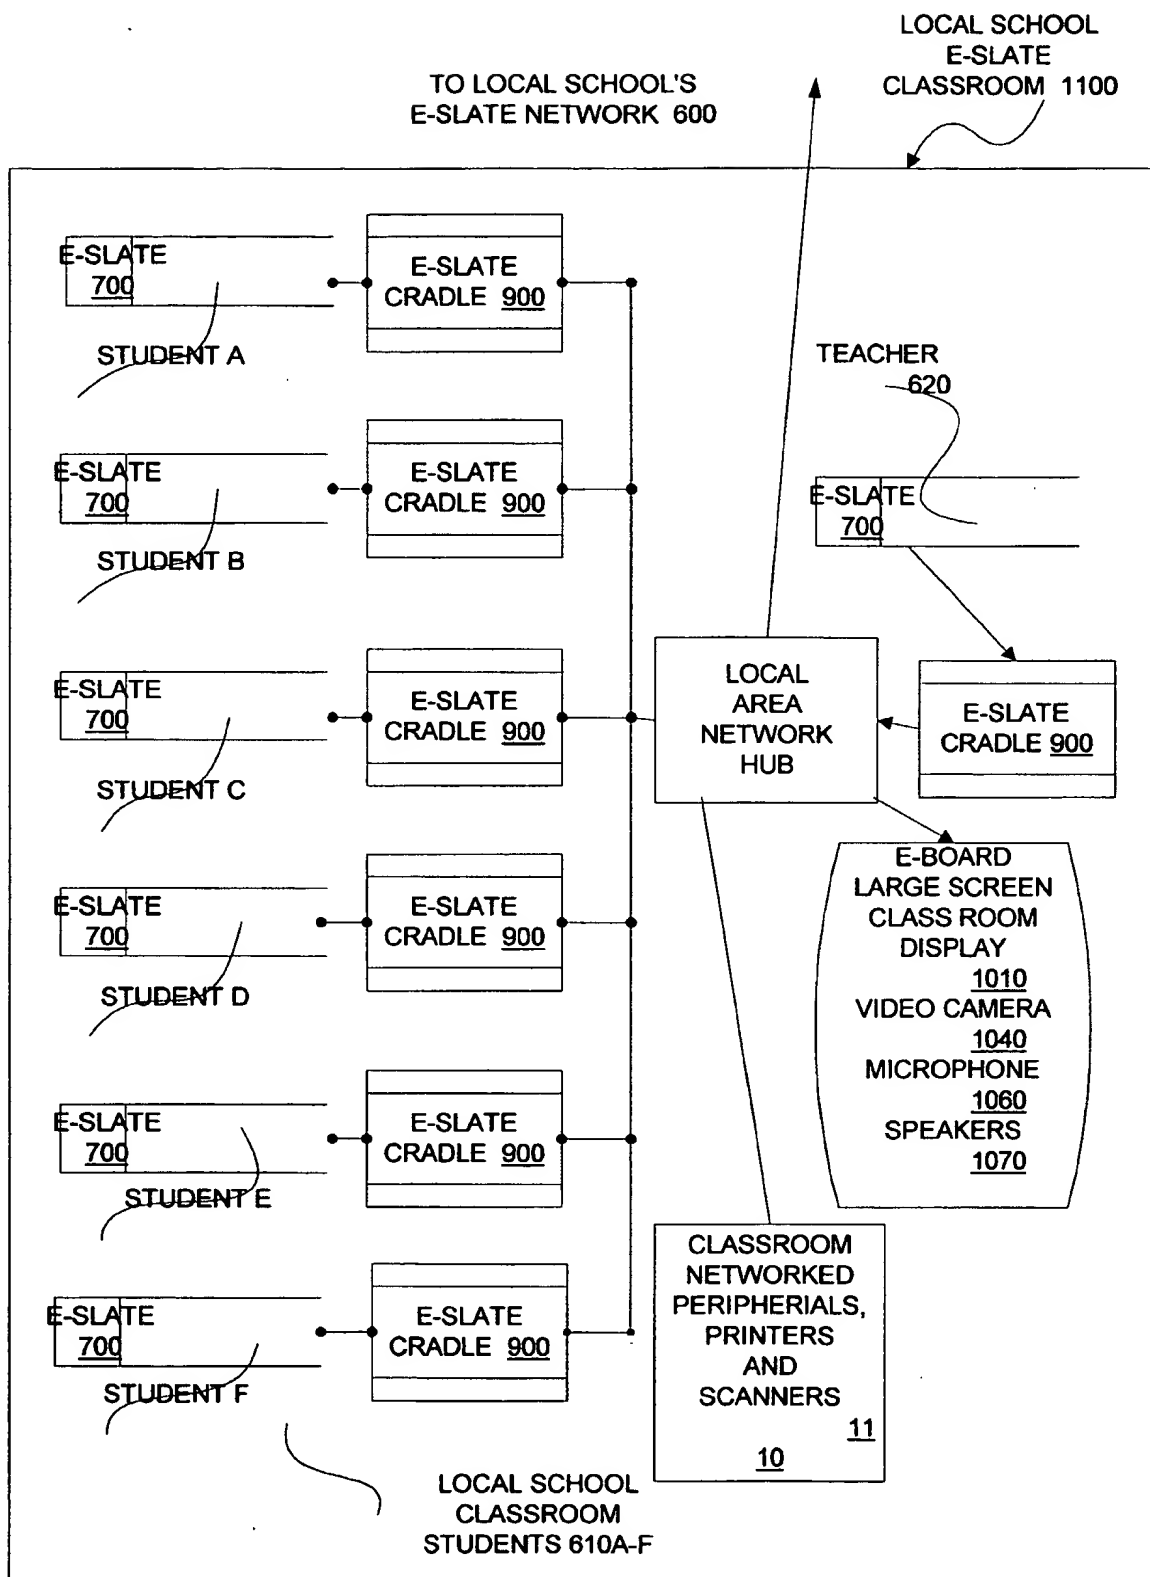 LOCAL SCHOOL
E-SLATE
CLASSROOM 1100
TO LOCAL SCHOOL'S
E-SLATE NETWORK 600
E-SLATE
700
E-SLATE
CRADLE 900
STUDENT A
E-SLATE
700
E-SLATE
CRADLE 900
STUDENT B
E-SLATE
700
E-SLATE
CRADLE 900
STUDENT C
E-SLATE
700
E-SLATE
CRADLE 900
STUDENT D
E-SLATE
700
E-SLATE
CRADLE 900
STUDENT E
E-SLATE
700
E-SLATE
CRADLE 900
STUDENT F
LOCAL SCHOOL
CLASSROOM
STUDENTS 610A-F
TEACHER
620
E-SLATE
700
E-SLATE
CRADLE 900
LOCAL
AREA
NETWORK
HUB
E-BOARD
LARGE SCREEN
CLASS ROOM
DISPLAY
1010
VIDEO CAMERA
1040
MICROPHONE
1060
SPEAKERS
1070
CLASSROOM
NETWORKED
PERIPHERIALS,
PRINTERS
AND
SCANNERS
11
10